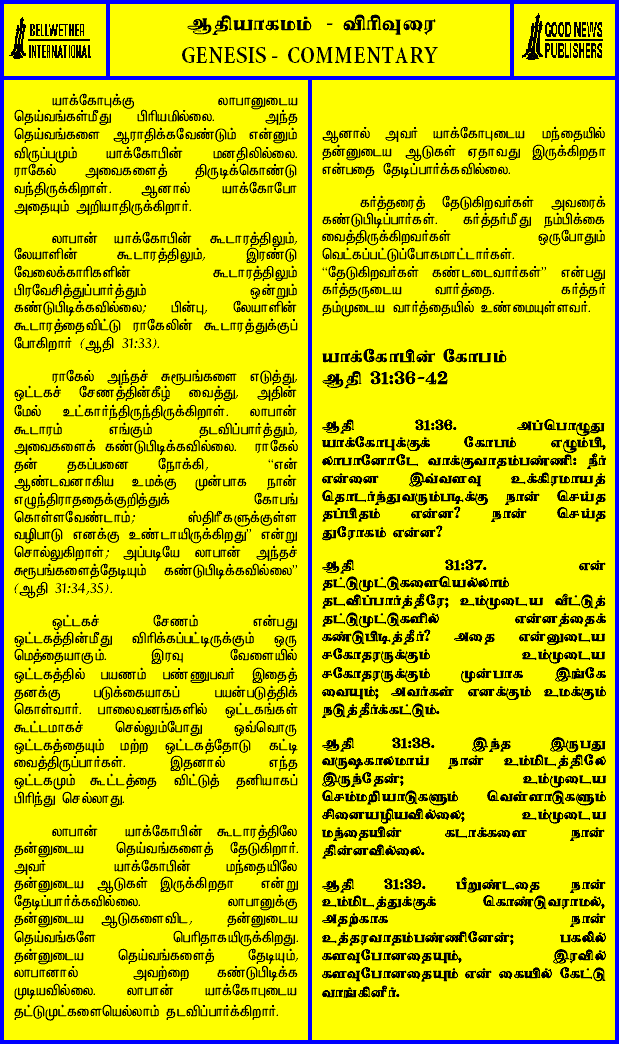 BELLWETHER
INTERNATIONAL
ஆதியாகமம் - விரிவுரை
GENESIS - COMMENTARY
GOOD NEWS
PUBLISHERS
யாக்கோபுக்கு லாபானுடைய
தெய்வங்கள்மீது பிரியமில்லை. அந்த
தெய்வங்களை ஆராதிக்கவேண்டும் என்னும்
விருப்பமும் யாக்கோபின் மனதிலில்லை.
ராகேல் அவைகளைத் திருடிக்கொண்டு
வந்திருக்கிறாள். ஆனால் யாக்கோபோ
அதையும் அறியாதிருக்கிறார்.
லாபான் யாக்கோபின் கூடாரத்திலும்,
லேயாளின் கூடாரத்திலும், இரண்டு
வேலைக்காரிகளின் கூடாரத்திலும்
பிரவேசித்துப்பார்த்தும் ஒன்றும்
கண்டுபிடிக்கவில்லை; பின்பு, லேயாளின்
கூடாரத்தைவிட்டு ராகேலின் கூடாரத்துக்குப்
போகிறார் (ஆதி 31:33).
ராகேல் அந்தச் சுரூபங்களை எடுத்து,
ஒட்டகச் சேணத்தின்கீழ் வைத்து, அதின்
மேல் உட்கார்ந்திருந்திருக்கிறாள். லாபான்
கூடாரம் எங்கும் தடவிப்பார்த்தும்,
அவைகளைக் கண்டுபிடிக்கவில்லை. ராகேல்
தன் தகப்பனை நோக்கி, “என்
ஆண்டவனாகிய உமக்கு முன்பாக நான்
எழுந்திராததைக்குறித்துக் கோபங்
கொள்ளவேண்டாம்; ஸ்திரீகளுக்குள்ள
வழிபாடு எனக்கு உண்டாயிருக்கிறது” என்று
சொல்லுகிறாள்; அப்படியே லாபான் அந்தச்
சுரூபங்களைத்தேடியும் கண்டுபிடிக்கவில்லை”
(ஆதி 31:34,35).
ஒட்டகச் சேணம் என்பது
ஒட்டகத்தின்மீது விரிக்கப்பட்டிருக்கும் ஒரு
மெத்தையாகும். இரவு வேளையில்
ஒட்டகத்தில் பயணம் பண்ணுபவர் இதைத்
தனக்கு படுக்கையாகப் பயன்படுத்திக்
கொள்வார். பாலைவனங்களில் ஒட்டகங்கள்
கூட்டமாகச் செல்லும்போது ஒவ்வொரு
ஒட்டகத்தையும் மற்ற ஒட்டகத்தோடு கட்டி
வைத்திருப்பார்கள். இதனால் எந்த
ஒட்டகமும் கூட்டத்தை விட்டுத் தனியாகப்
பிரிந்து செல்லாது.
லாபான் யாக்கோபின் கூடாரத்திலே
தன்னுடைய தெய்வங்களைத் தேடுகிறார்.
அவர் யாக்கோபின் மந்தையிலே
தன்னுடைய ஆடுகள் இருக்கிறதா என்று
தேடிப்பார்க்கவில்லை. லாபானுக்கு
தன்னுடைய ஆடுகளைவிட, தன்னுடைய
தெய்வங்களே பெரிதாகயிருக்கிறது.
தன்னுடைய தெய்வங்களைத் தேடியும்,
லாபானால் அவற்றை கண்டுபிடிக்க
முடியவில்லை. லாபான் யாக்கோபுடைய
தட்டுமுட்களையெல்லாம் தடவிப்பார்க்கிறார்.
ஆனால் அவர் யாக்கோபுடைய மந்தையில்
தன்னுடைய ஆடுகள் ஏதாவது இருக்கிறதா
என்பதை தேடிப்பார்க்கவில்லை.
கர்த்தரைத் தேடுகிறவர்கள் அவரைக்
கண்டுபிடிப்பார்கள். கர்த்தர்மீது நம்பிக்கை
வைத்திருக்கிறவர்கள் ஒருபோதும்
வெட்கப்பட்டுப்போகமாட்டார்கள்.
“தேடுகிறவர்கள் கண்டடைவார்கள்” என்பது
கர்த்தருடைய வார்த்தை. கர்த்தர்
தம்முடைய வார்த்தையில் உண்மையுள்ளவர்.
யாக்கோபின் கோபம்
ஆதி 31:36-42
ஆதி 31:36. அப்பொழுது
யாக்கோபுக்குக் கோபம் எழும்பி,
லாபானோடே வாக்குவாதம்பண்ணி: நீர்
என்னை இவ்வளவு உக்கிரமாயத்
தொடர்ந்துவரும்படிக்கு நான் செய்த
தப்பிதம் என்ன? நான் செய்த
துரோகம் என்ன?
ஆதி 31:37. என்
தட்டுமுட்டுகளையெல்லாம்
தடவிப்பார்த்தீரே; உம்முடைய வீட்டுத்
தட்டுமுட்டுகளில் என்னத்தைக்
கண்டுபிடித்தீர்? அதை என்னுடைய
சகோதரருக்கும் உம்முடைய
சகோதரருக்கும் முன்பாக இங்கே
வையும்; அவர்கள் எனக்கும் உமக்கும்
நடுத்தீர்க்கட்டும்.
ஆதி 31:38. இந்த இருபது
வருஷகாலமாய் நான் உம்மிடத்திலே
இருந்தேன்; உம்முடைய
செம்மறியாடுகளும் வெள்ளாடுகளும்
சினையழியவில்லை; உம்முடைய
மந்தையின் கடாக்களை நான்
தின்னவில்லை.
ஆதி 31:39. பீறுண்டதை நான்
உம்மிடத்துக்குக் கொண்டுவராமல்,
அதற்காக நான்
உத்தரவாதம்பண்ணினேன்; பகலில்
களவுபோனதையும், இரவில்
களவுபோனதையும் என் கையில் கேட்டு
வாங்கினீர்.